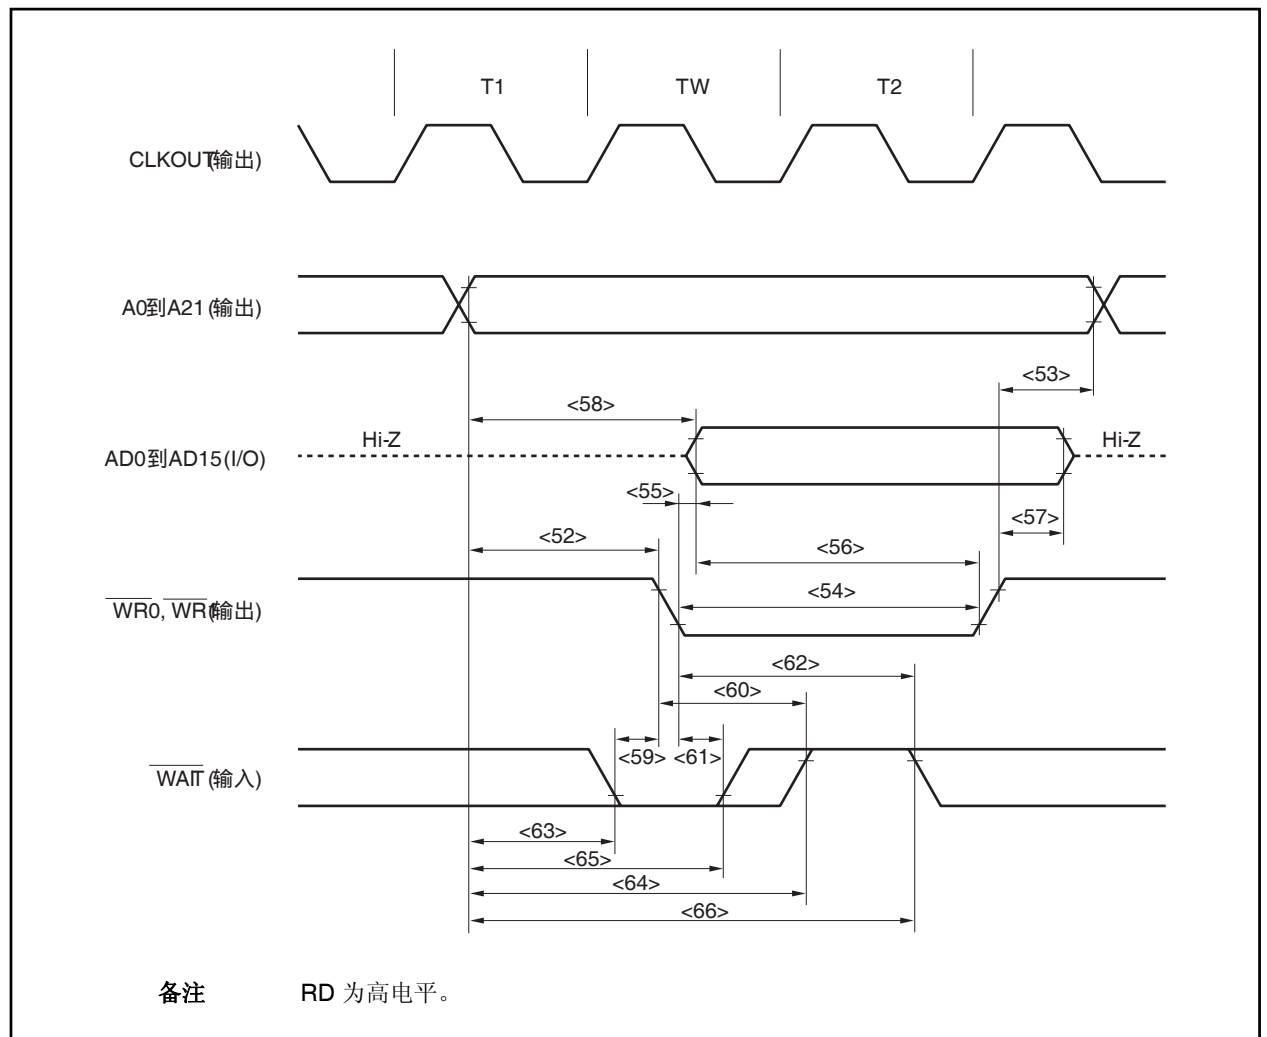 T1 TW T2
CLKOUT(输出)
A0到A21 (输出)
<53>
<58>
Hi-Z Hi-Z
AD0到AD15(I/O)
<55>
<57>
<52>
<56>
<54>
WR0, WR1(输出)
<62>
<60>
<59> <61>
WAIT (输入)
<63>
<65>
<64>
<66>
备注 RD 为高电平。